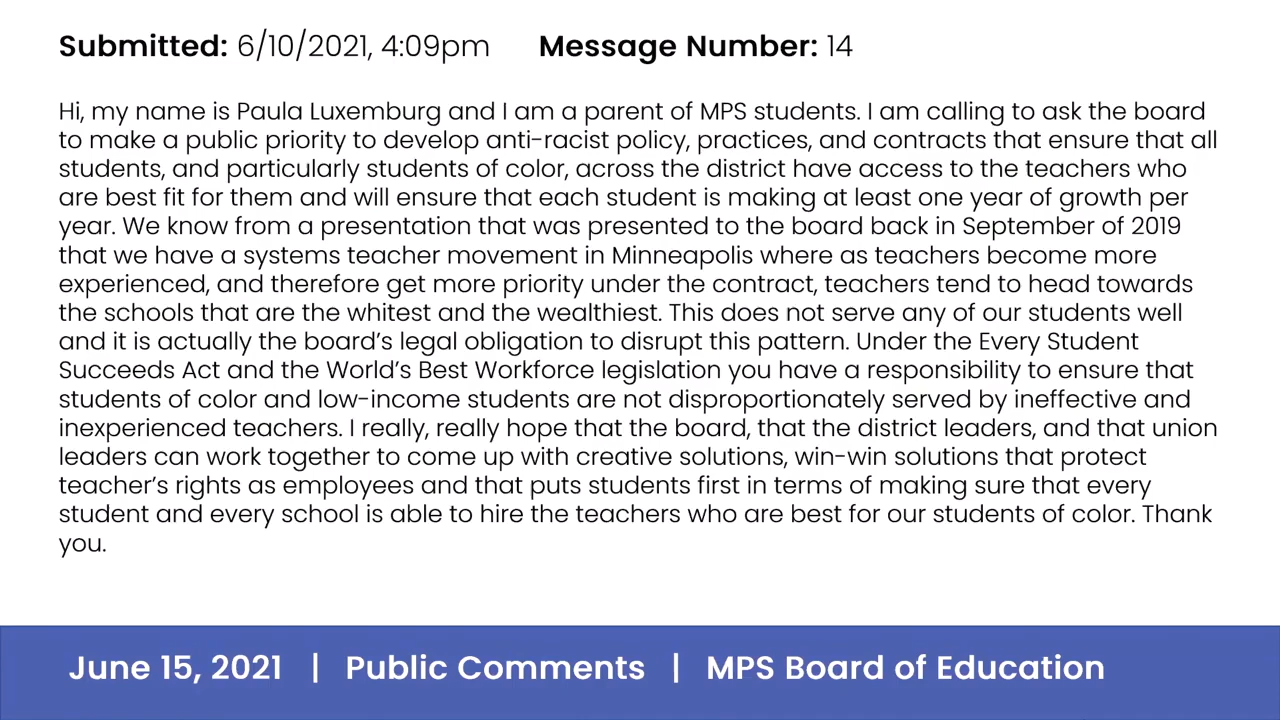 Submitted: 6/10/2021, 4:09pm Message Number: 14
Hi, my name is Paula Luxemburg and I am a parent of MPS students. I am calling to ask the board
to make a public priority to develop anti-racist policy, practices, and contracts that ensure that all
students, and particularly students of color, across the district have access to the teachers who
are best fit for them and will ensure that each student is making at least one year of growth per
year. We know from a presentation that was presented to the board back in September of 2019
that we have a systems teacher movement in Minneapolis where as teachers become more
experienced, and therefore get more priority under the contract, teachers tend to head towards
the schools that are the whitest and the wealthiest. This does not serve any of our students well
and it is actually the board’s legal obligation to disrupt this pattern. Under the Every Student
Succeeds Act and the World’s Best Workforce legislation you have a responsibility to ensure that
students of color and low-income students are not disproportionately served by ineffective and
inexperienced teachers. I really, really hope that the board, that the district leaders, and that union
leaders can work together to come up with creative solutions, win-win solutions that protect
teacher’s rights as employees and that puts students first in terms of making sure that every
student and every school is able to hire the teachers who are best for our students of color. Thank
you.
June 15, 2021 | Public Comments | MPS Board of Education